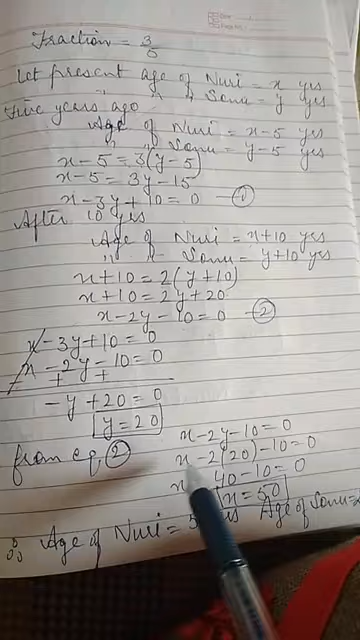 Fraction = 3/5
Let present age of Nuri = x yrs
" " " Sonu = y yrs
Five years ago
Age of Nuri = x-5 yrs
" " Sonu = y-5 yrs
x-5=3(y-5)
x-5=3y-15
x-3y+10=0 —①
After 10 yrs
Age of Nuri = x+10 yrs
" " Sonu = y+10 yrs
x+10=2(y+10)
x+10=2y+20
x-2y-10=0 ②
x-3y+10=0
x-2y-10=0
- + +
-y+20=0
y=20
from eq ②
x-2y-10=0
x-2(20)-10=0
x 40-10=0
x=50
∴ Age of Nuri = Age of Sonu=